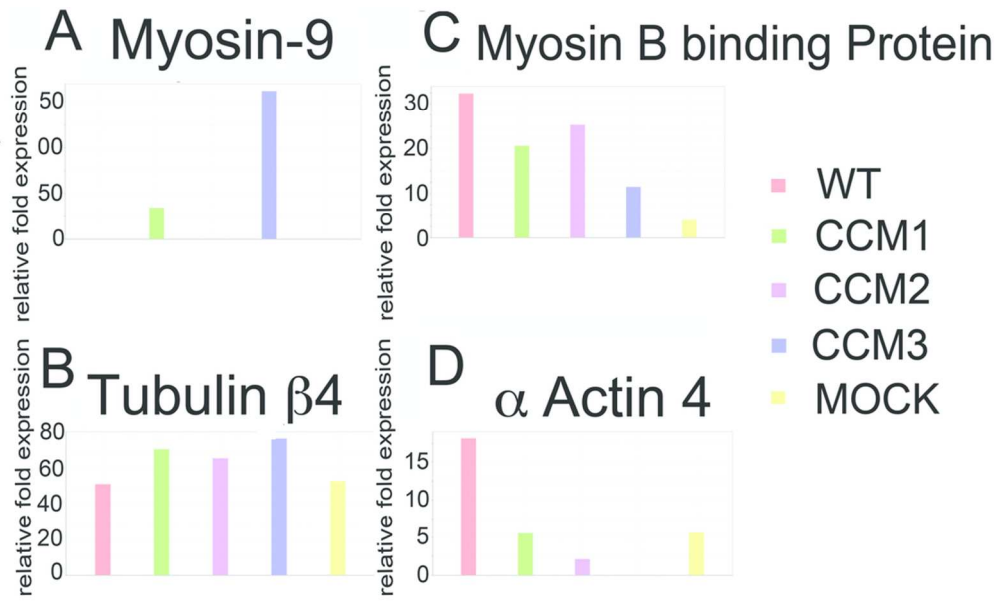 A Myosin-9
relative fold expression
50
00
50
0
C Myosin B binding Protein
relative fold expression
30
20
10
0
B Tubulin β4
relative fold expression
80
60
40
20
0
D α Actin 4
relative fold expression
15
10
5
0
WT
CCM1
CCM2
CCM3
MOCK